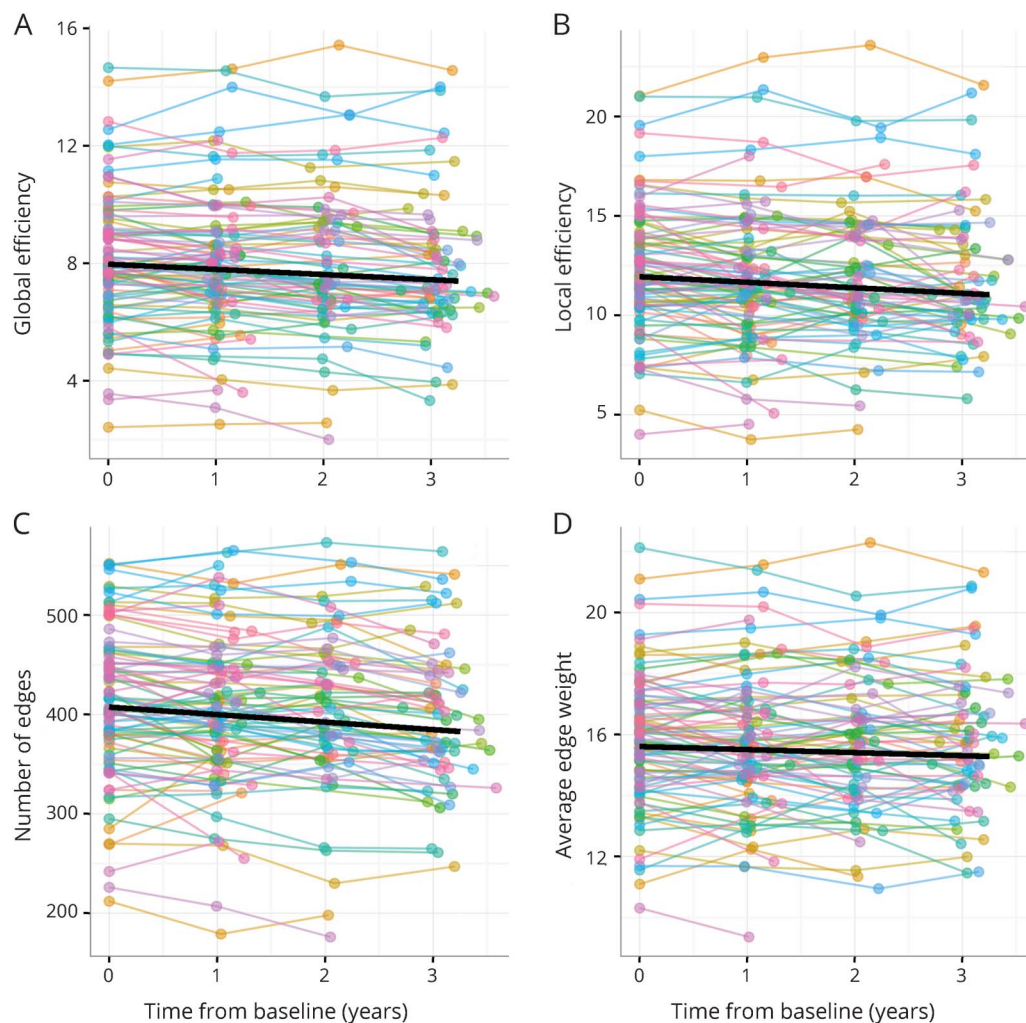 A
16
12
8
4
Global efficiency
0 1 2 3
B
20
15
10
5
Local efficiency
0 1 2 3
C
500
400
300
200
Number of edges
0 1 2 3
Time from baseline (years)
D
20
16
12
Average edge weight
0 1 2 3
Time from baseline (years)